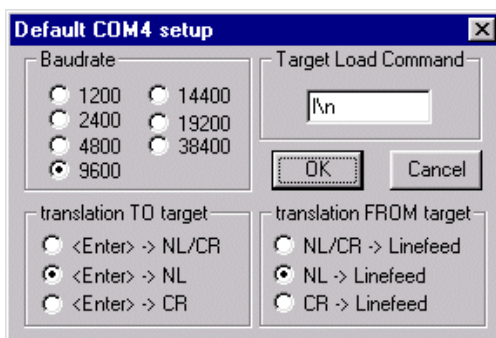 Default COM4 setup
Baudrate
1200
14400
2400
19200
4800
38400
9600
Target Load Command
l\n
OK
Cancel
translation TO target
<Enter> -> NL/CR
<Enter> -> NL
<Enter> -> CR
translation FROM target
NL/CR -> Linefeed
NL -> Linefeed
CR -> Linefeed